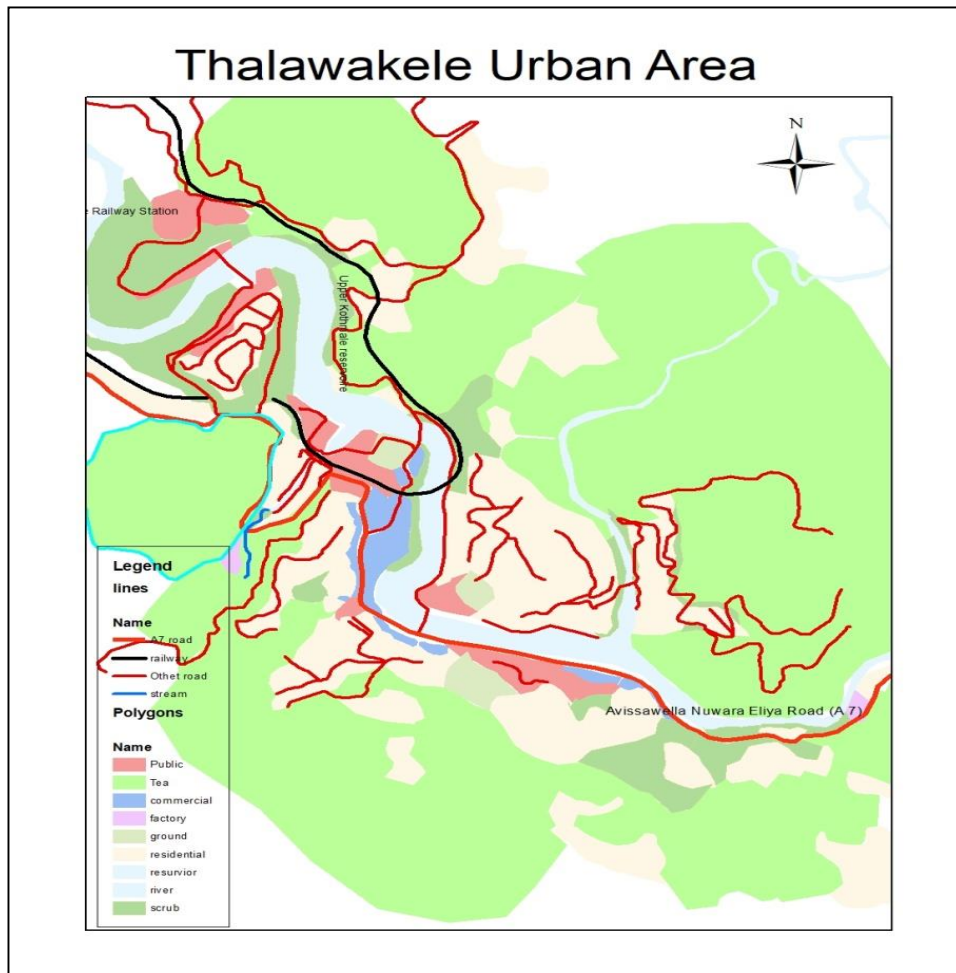 Thalawakele Urban Area
N
e Railway Station
Upper Kothmale reservoire
Legend
lines
Name
A7 road
railway
Othet road
stream
Polygons
Name
Public
Tea
commercial
factory
ground
residential
resurvior
river
scrub
Avissawella Nuwara Eliya Road (A 7)